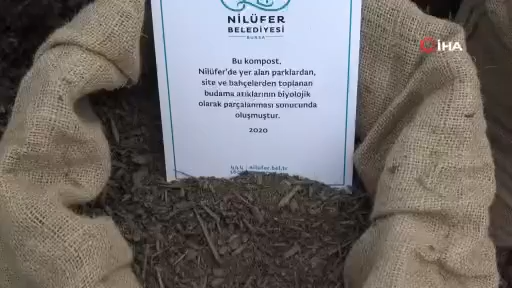 NİLÜFER
BELEDİYESİ
BURSA
İHA
Bu kompost,
Nilüfer'de yer alan parklardan,
site ve bahçelerden toplanan
budama atıklarının biyolojik
olarak parçalanması sonucunda
oluşmuştur.
2020
nilufer.bel.tr